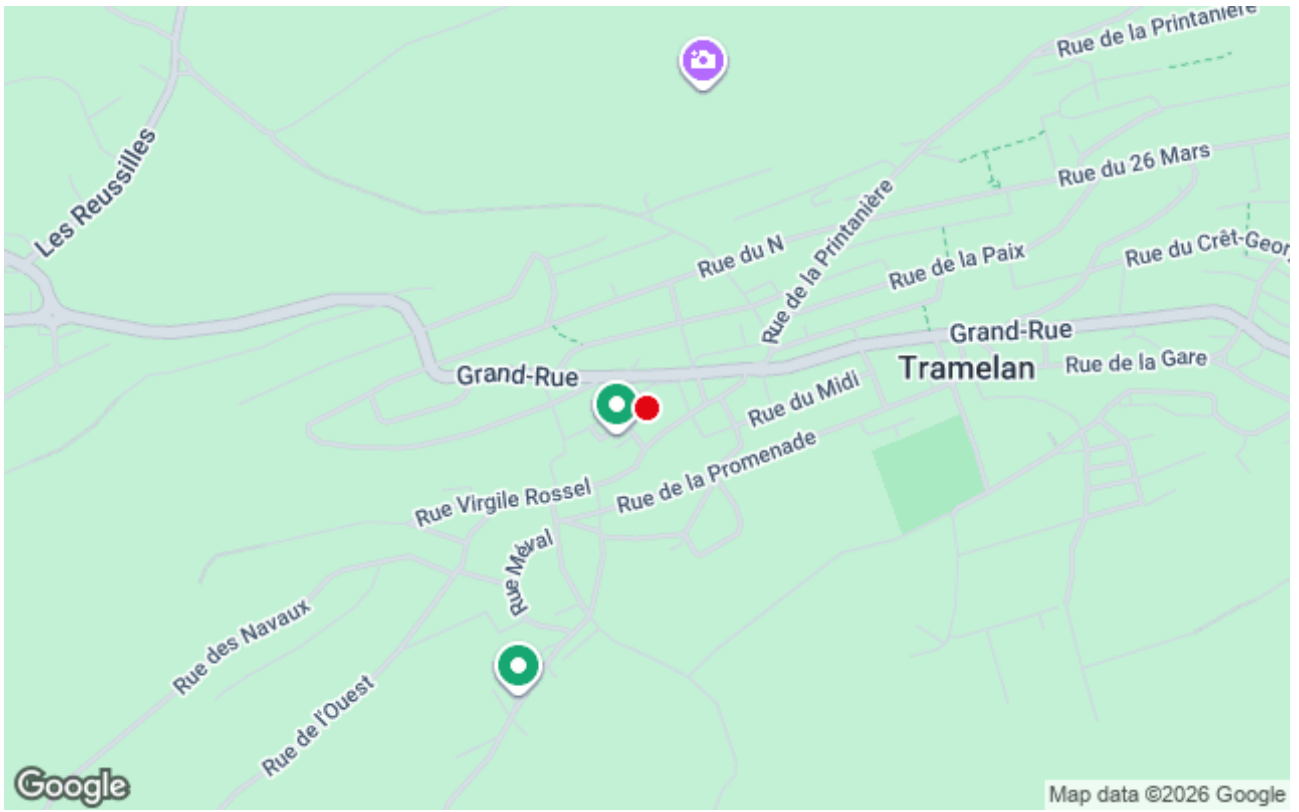 Rue de la Printanière
Les Reussilles
Rue du 26 Mars
Rue de la Printanière
Rue du N
Rue de la Paix
Rue du Crêt-Georg
Grand-Rue
Grand-Rue
Tramelan
Rue de la Gare
Rue du Midi
Rue de la Promenade
Rue Virgile Rossel
Rue Méval
Rue des Navaux
Rue de l'Ouest
Google
Map data ©2026 Google